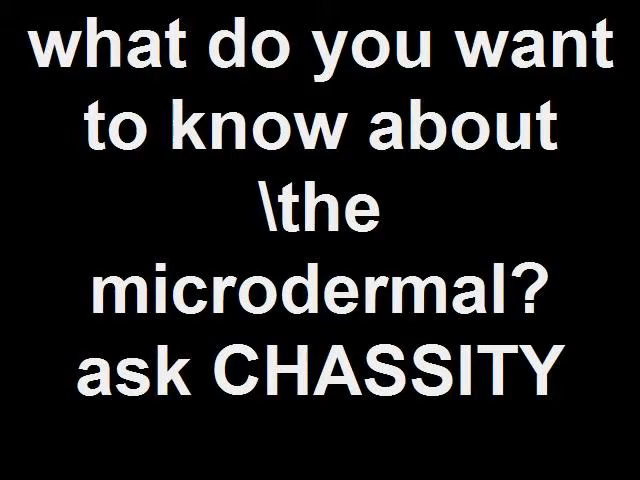 what do you want
to know about
\the
microdermal?
ask CHASSITY